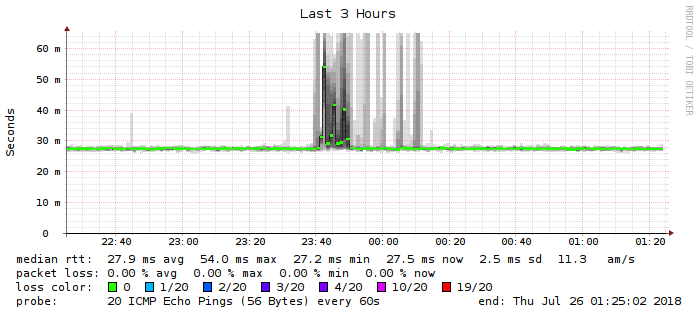 Last 3 Hours
RRDTOOL / TOBI OETIKER
Seconds
60 m
50 m
40 m
30 m
20 m
10 m
0
22:40 23:00 23:20 23:40 00:00 00:20 00:40 01:00 01:20
median rtt: 27.9 ms avg 54.0 ms max 27.2 ms min 27.5 ms now 2.5 ms sd 11.3 am/s
packet loss: 0.00 % avg 0.00 % max 0.00 % min 0.00 % now
loss color: 0 1/20 2/20 3/20 4/20 10/20 19/20
probe: 20 ICMP Echo Pings (56 Bytes) every 60s end: Thu Jul 26 01:25:02 2018